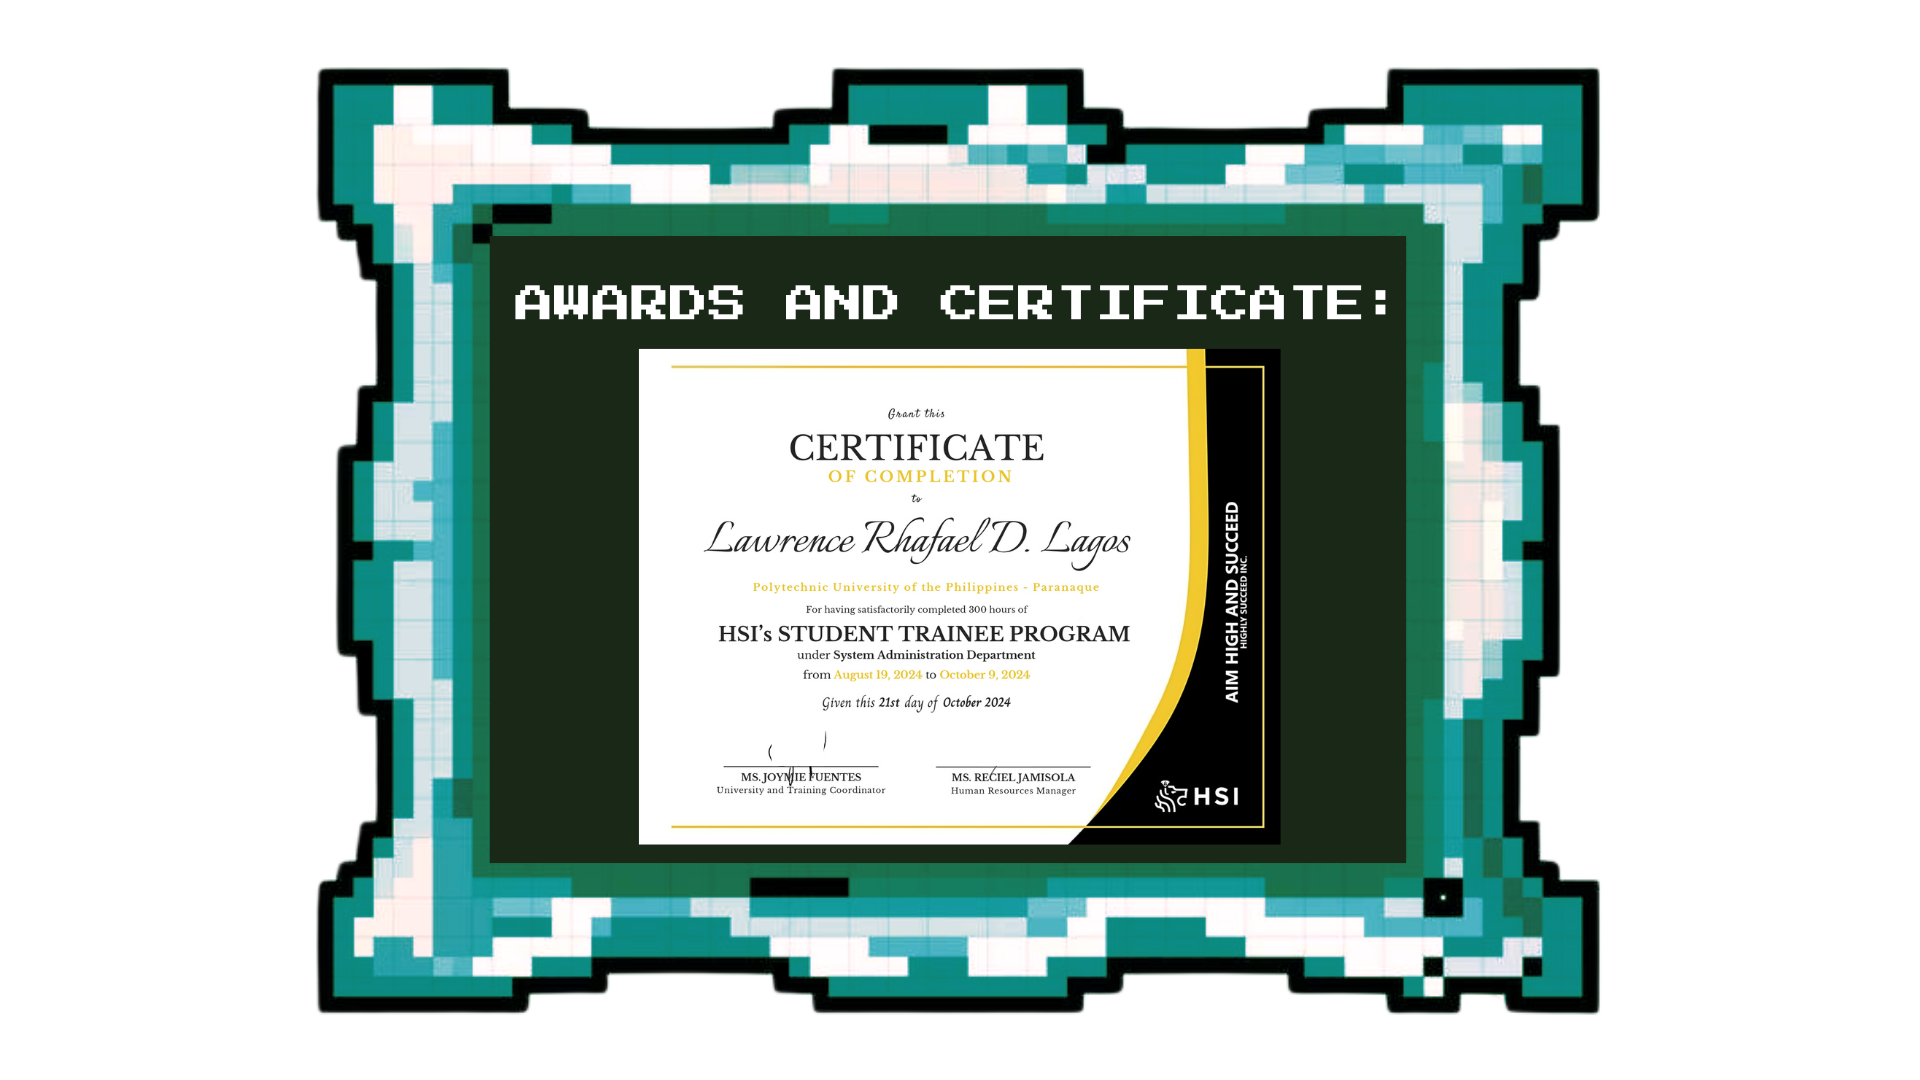 AWARDS AND CERTIFICATE:
Grant this
CERTIFICATE
OF COMPLETION
to
Lawrence Rhafael D. Lagos
Polytechnic University of the Philippines - Paranaque
For having satisfactorily completed 300 hours of
HSI's STUDENT TRAINEE PROGRAM
under System Administration Department
from August 19, 2024 to October 9, 2024
Given this 21st day of October 2024
MS. JOYMIE FUENTES
University and Training Coordinator
MS. RECIEL JAMISOLA
Human Resources Manager
AIM HIGH AND SUCCEED
HIGHLY SUCCEED INC.
HSI